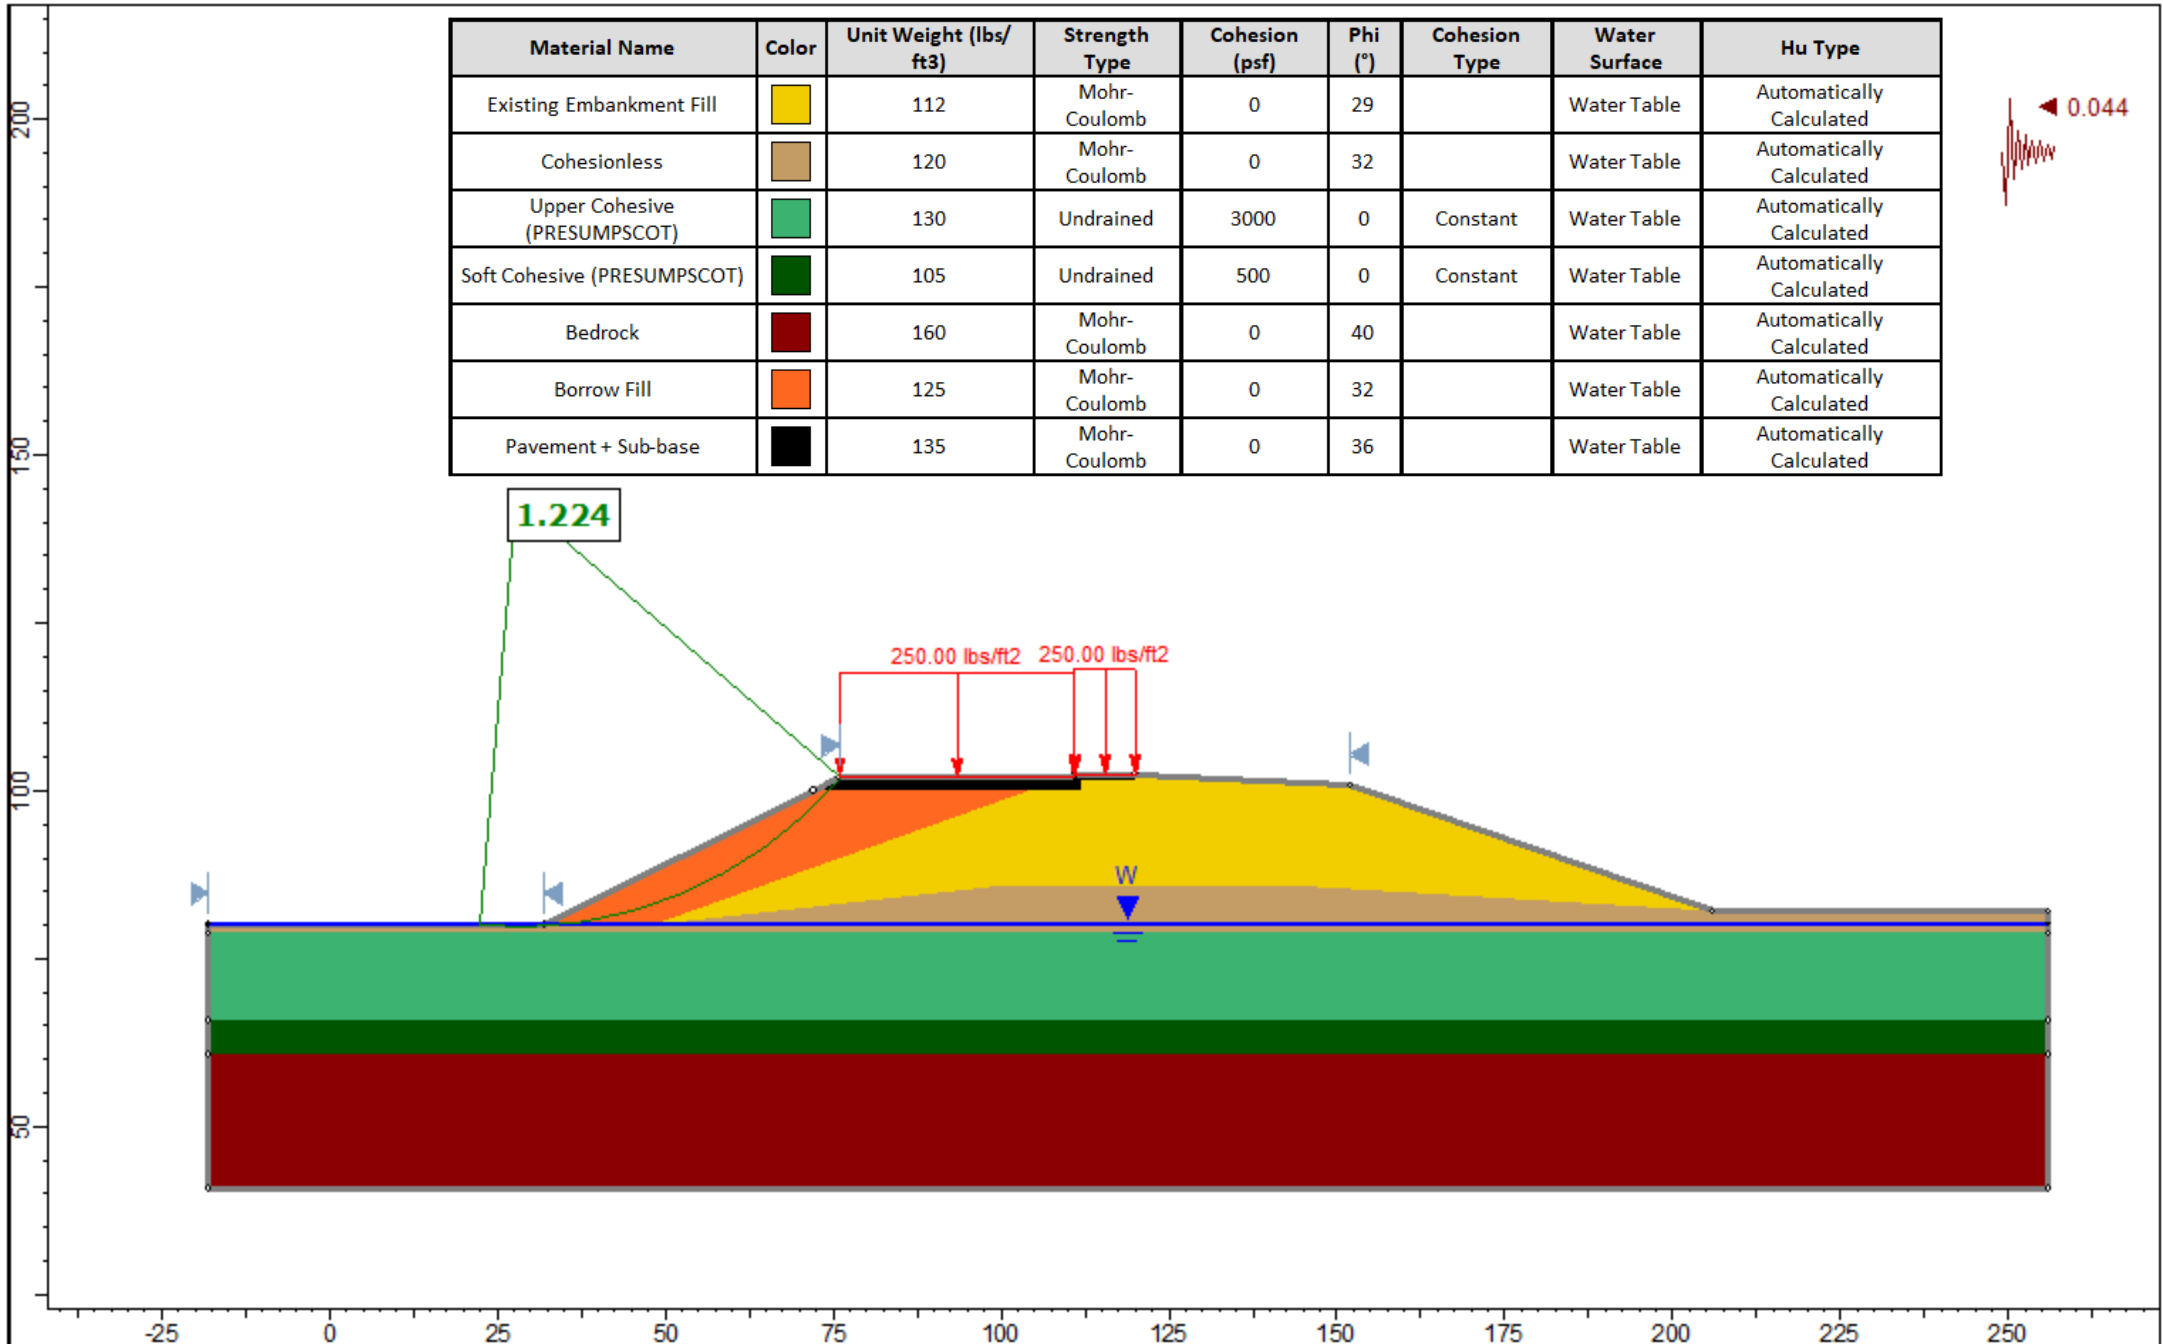 Material Name Color Unit Weight (lbs/ Strength Cohesion Phi Cohesion Water Hu Type
ft3) Type (psf) (°) Type Surface
Existing Embankment Fill 112 Mohr- 0 29 Water Table Automatically
Coulomb Calculated
Cohesionless 120 Mohr- 0 32 Water Table Automatically
Coulomb Calculated
Upper Cohesive 130 Undrained 3000 0 Constant Water Table Automatically
(PRESUMPSCOT) Calculated
Soft Cohesive (PRESUMPSCOT) 105 Undrained 500 0 Constant Water Table Automatically
Calculated
Bedrock 160 Mohr- 0 40 Water Table Automatically
Coulomb Calculated
Borrow Fill 125 Mohr- 0 32 Water Table Automatically
Coulomb Calculated
Pavement + Sub-base 135 Mohr- 0 36 Water Table Automatically
Coulomb Calculated
0.044
1.224
250.00 lbs/ft2 250.00 lbs/ft2
W
200
150
100
50
-25 0 25 50 75 100 125 150 175 200 225 250